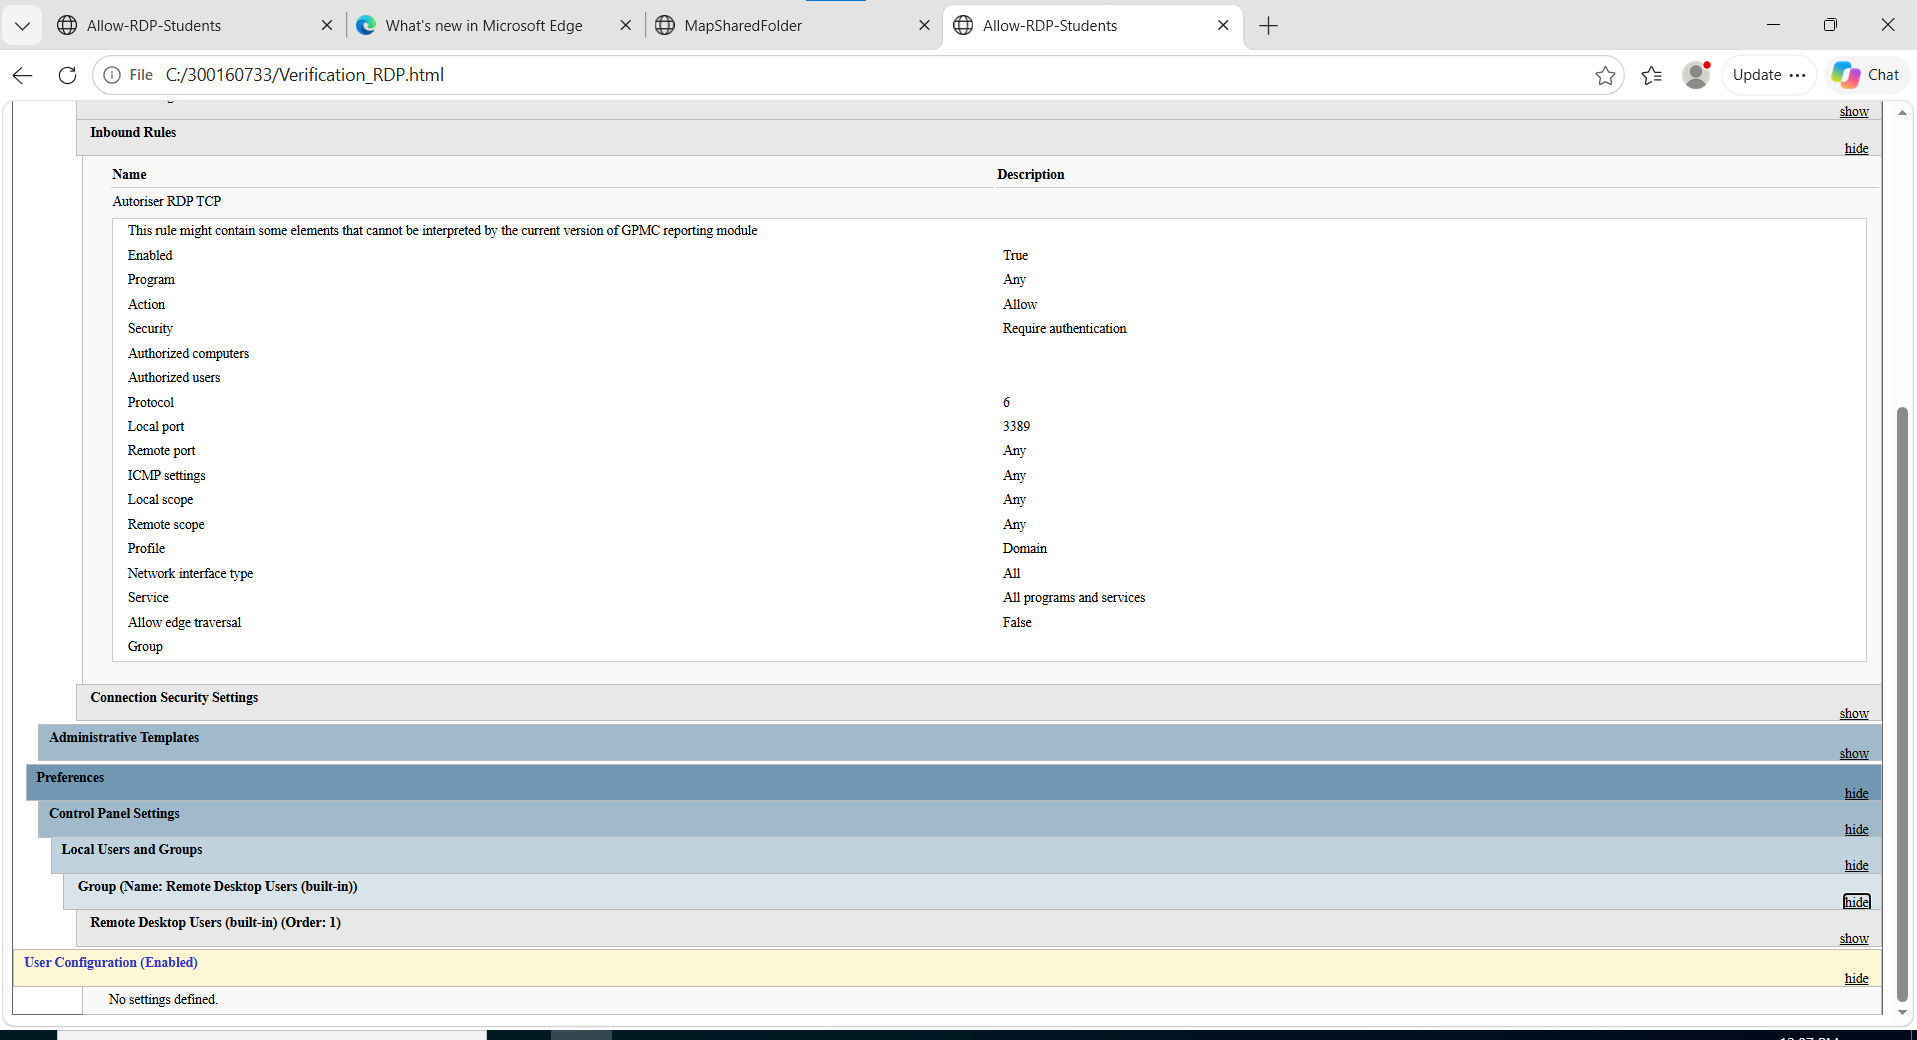 Allow-RDP-Students
What's new in Microsoft Edge
MapSharedFolder
Allow-RDP-Students
File C:/300160733/Verification_RDP.html
Update
Chat
show
Inbound Rules
hide
Name Description
Autoriser RDP TCP
This rule might contain some elements that cannot be interpreted by the current version of GPMC reporting module
Enabled True
Program Any
Action Allow
Security Require authentication
Authorized computers
Authorized users
Protocol 6
Local port 3389
Remote port Any
ICMP settings Any
Local scope Any
Remote scope Any
Profile Domain
Network interface type All
Service All programs and services
Allow edge traversal False
Group
Connection Security Settings
show
Administrative Templates
show
Preferences
hide
Control Panel Settings
hide
Local Users and Groups
hide
Group (Name: Remote Desktop Users (built-in))
hide
Remote Desktop Users (built-in) (Order: 1)
show
User Configuration (Enabled)
hide
No settings defined.